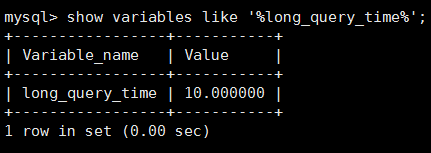 mysql> show variables like '%long_query_time%';
+-----------------+-----------+
| Variable_name   | Value     |
+-----------------+-----------+
| long_query_time | 10.000000 |
+-----------------+-----------+
1 row in set (0.00 sec)